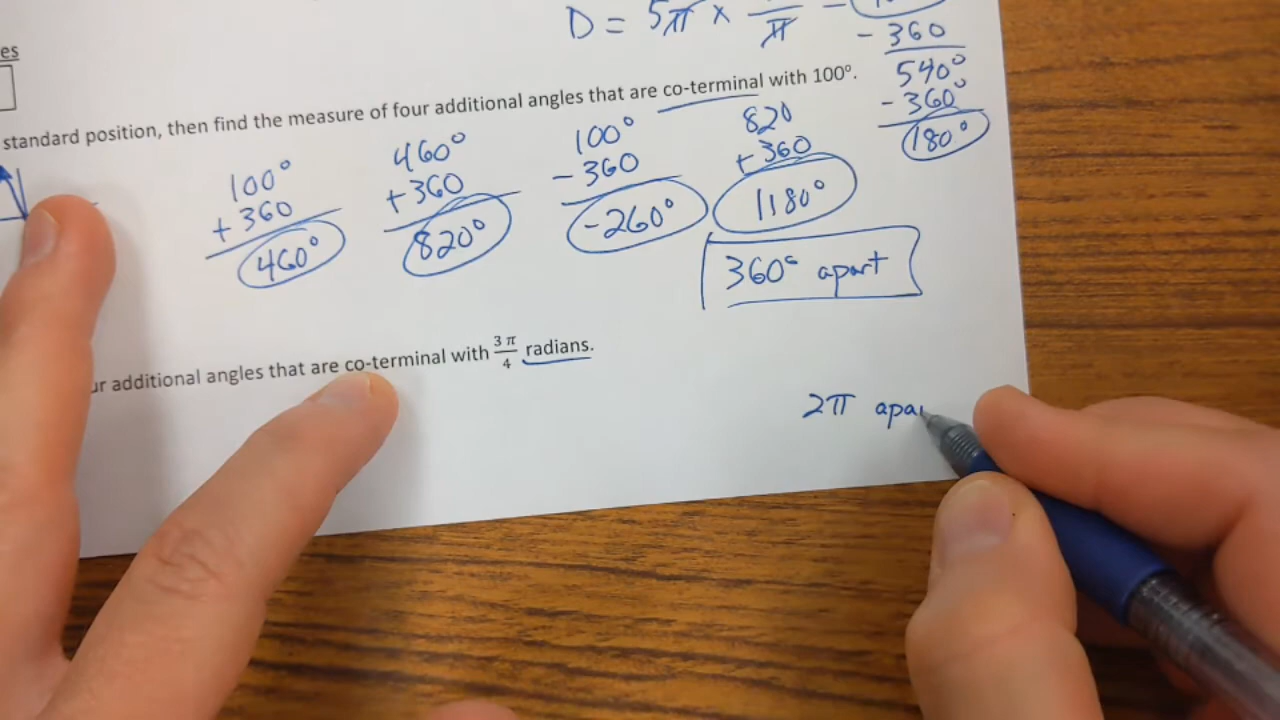 D = 5π ×
π
- 360
540°
- 360°
180°
es
standard position, then find the measure of four additional angles that are co-terminal with 100°.
100°
+ 360
460°
460°
+ 360
820°
100°
- 360
-260°
820
+ 360
1180°
360° apart
ur additional angles that are co-terminal with 3π/4 radians.
2π apa